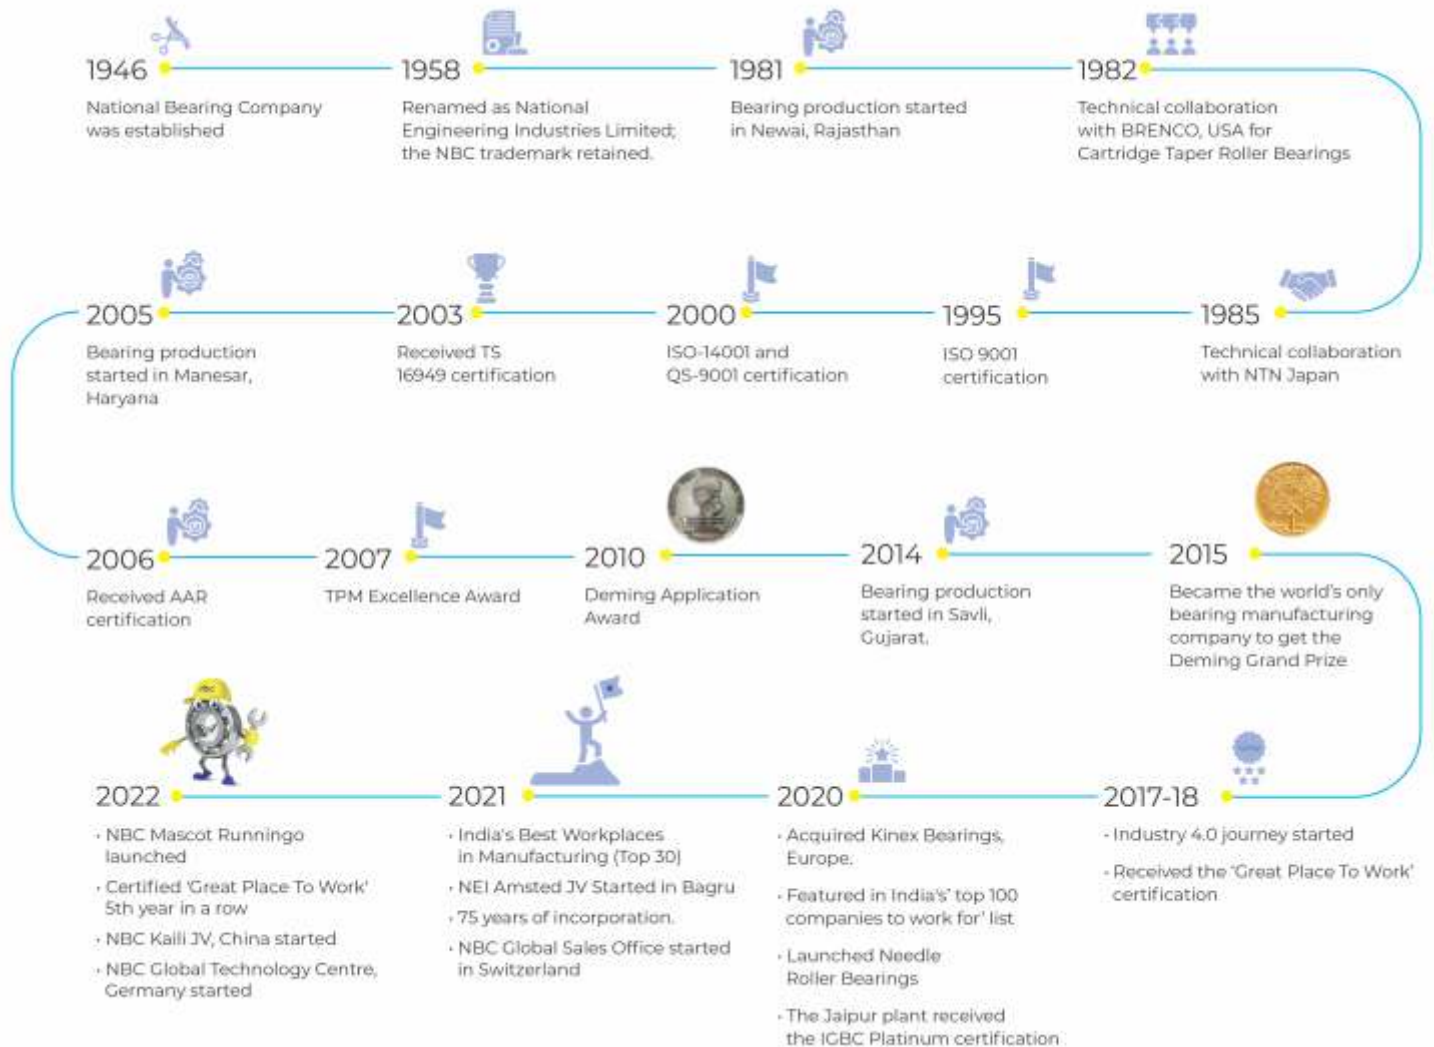 1946
National Bearing Company
was established
1958
Renamed as National
Engineering Industries Limited;
the NBC trademark retained.
1981
Bearing production started
in Newai, Rajasthan
1982
Technical collaboration
with BRENCO, USA for
Cartridge Taper Roller Bearings
1985
Technical collaboration
with NTN Japan
1995
ISO 9001
certification
2000
ISO-14001 and
QS-9001 certification
2003
Received TS
16949 certification
2005
Bearing production
started in Manesar,
Haryana
2006
Received AAR
certification
2007
TPM Excellence Award
2010
Deming Application
Award
2014
Bearing production
started in Savli,
Gujarat.
2015
Became the world's only
bearing manufacturing
company to get the
Deming Grand Prize
2017-18
· Industry 4.0 journey started
· Received the 'Great Place To Work'
certification
2020
· Acquired Kinex Bearings,
Europe.
· Featured in India's' top 100
companies to work for' list
· Launched Needle
Roller Bearings
· The Jaipur plant received
the IGBC Platinum certification
2021
· India's Best Workplaces
in Manufacturing (Top 30)
· NEI Amsted JV Started in Bagru
· 75 years of incorporation.
· NBC Global Sales Office started
in Switzerland
2022
· NBC Mascot Runningo
launched
· Certified 'Great Place To Work'
5th year in a row
· NBC Kaili JV, China started
· NBC Global Technology Centre,
Germany started